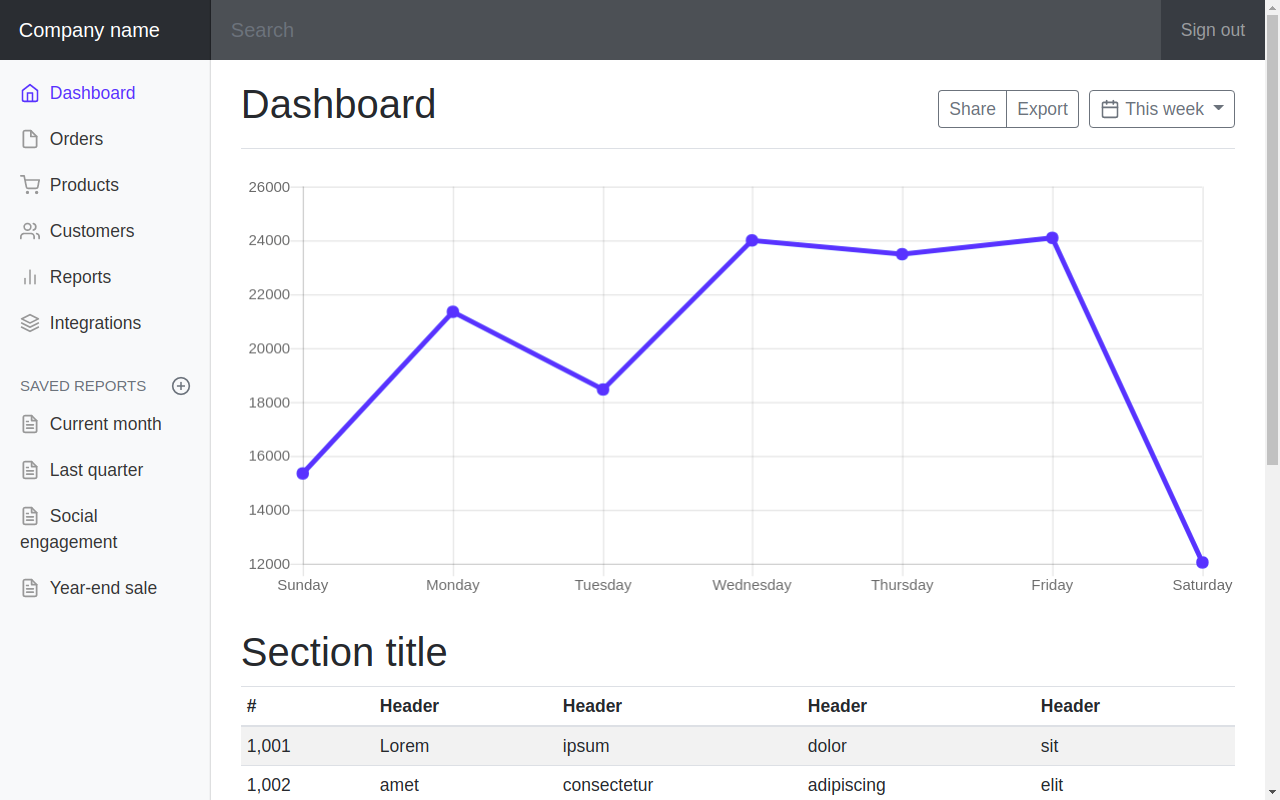 Company name
Search
Sign out
Dashboard
Orders
Products
Customers
Reports
Integrations
SAVED REPORTS
Current month
Last quarter
Social
engagement
Year-end sale
Dashboard
Share Export This week
26000
24000
22000
20000
18000
16000
14000
12000
Sunday Monday Tuesday Wednesday Thursday Friday Saturday
Section title
# Header Header Header Header
1,001 Lorem ipsum dolor sit
1,002 amet consectetur adipiscing elit